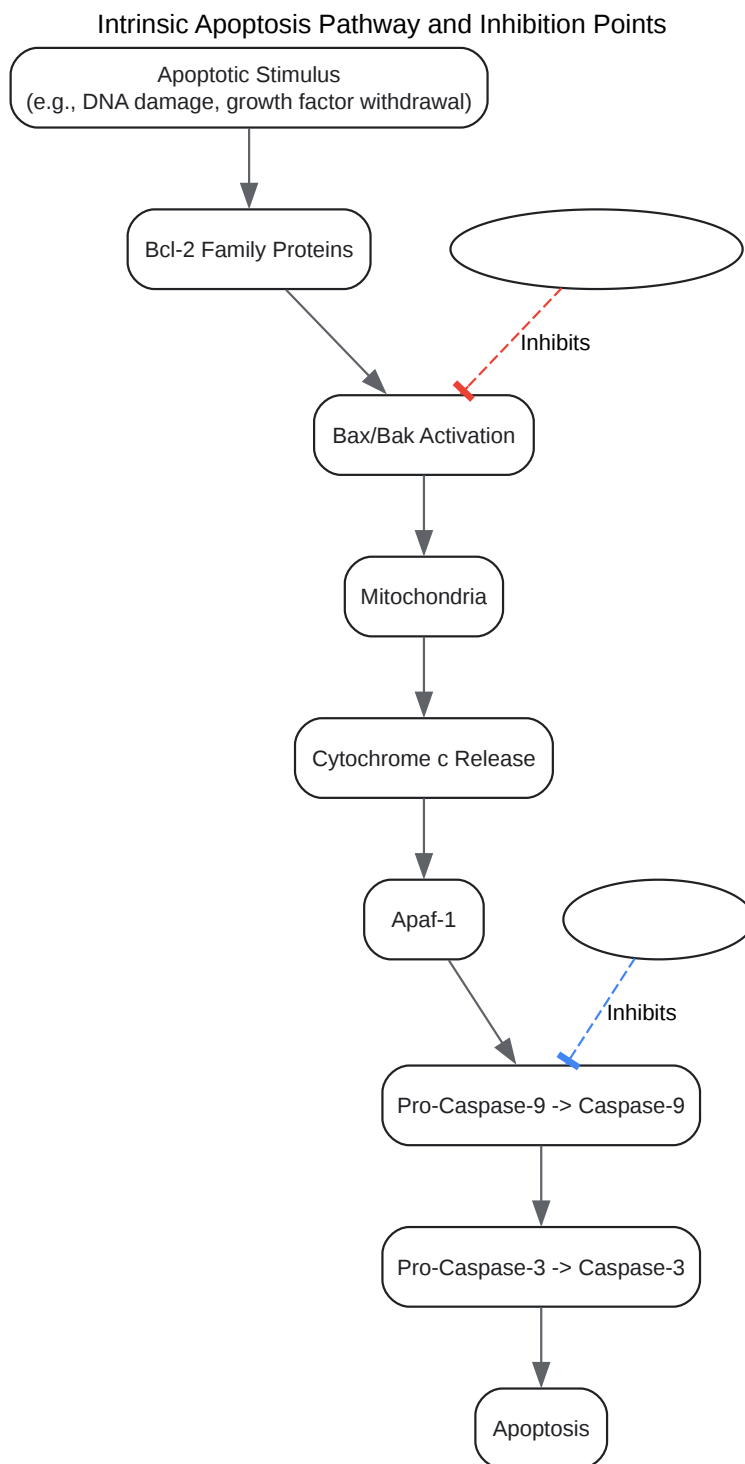 Intrinsic Apoptosis Pathway and Inhibition Points
Apoptotic Stimulus
(e.g., DNA damage, growth factor withdrawal)
Bcl-2 Family Proteins
Inhibits
Bax/Bak Activation
Mitochondria
Cytochrome c Release
Apaf-1
Inhibits
Pro-Caspase-9 -> Caspase-9
Pro-Caspase-3 -> Caspase-3
Apoptosis